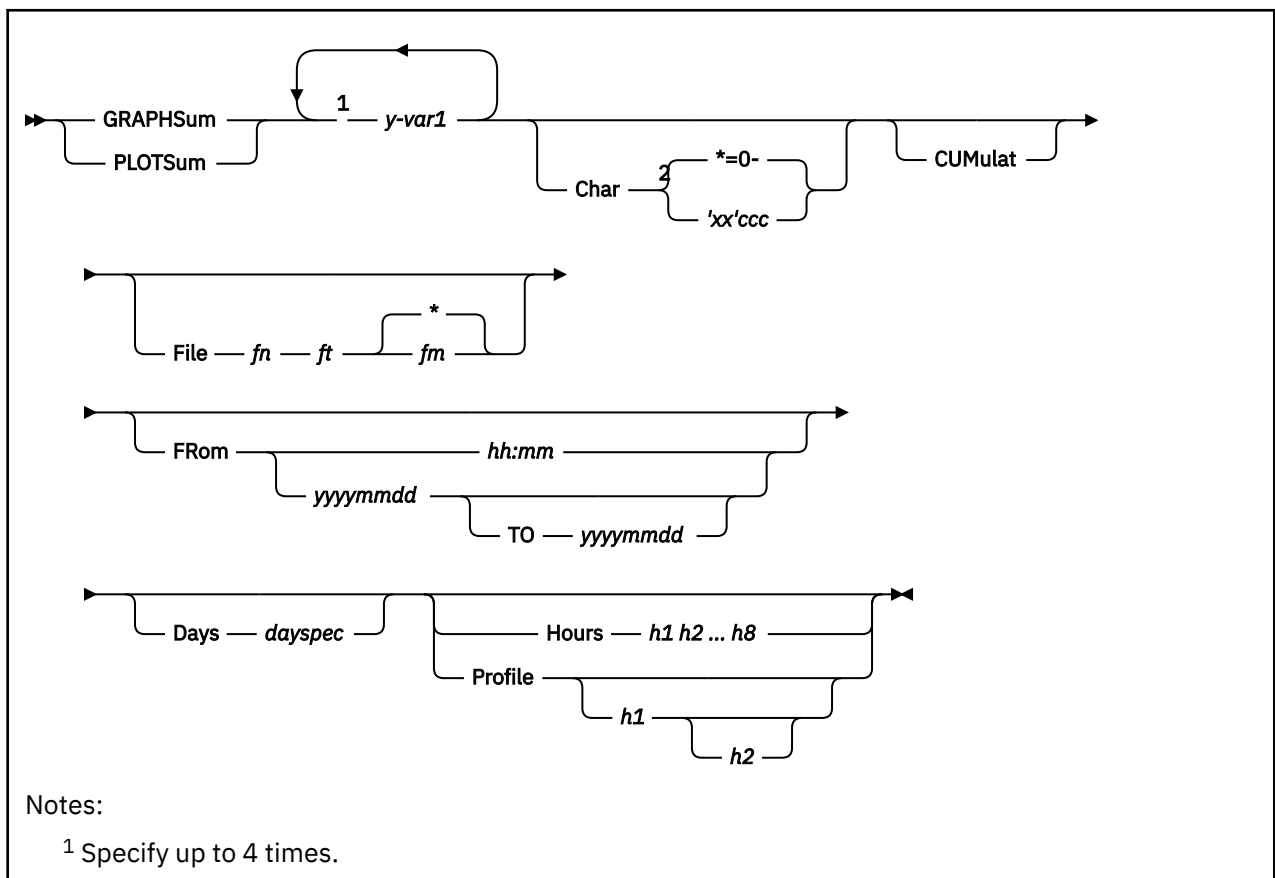 1
GRAPHSum y-var1
PLOTSum
*=0-
CUMulat
2
Char
'xx'ccc
*
File fn ft fm
FRom hh:mm
yyyymmdd
TO yyyymmdd
Days dayspec Hours h1 h2 ... h8
Profile
h1
h2
Notes:
1 Specify up to 4 times.